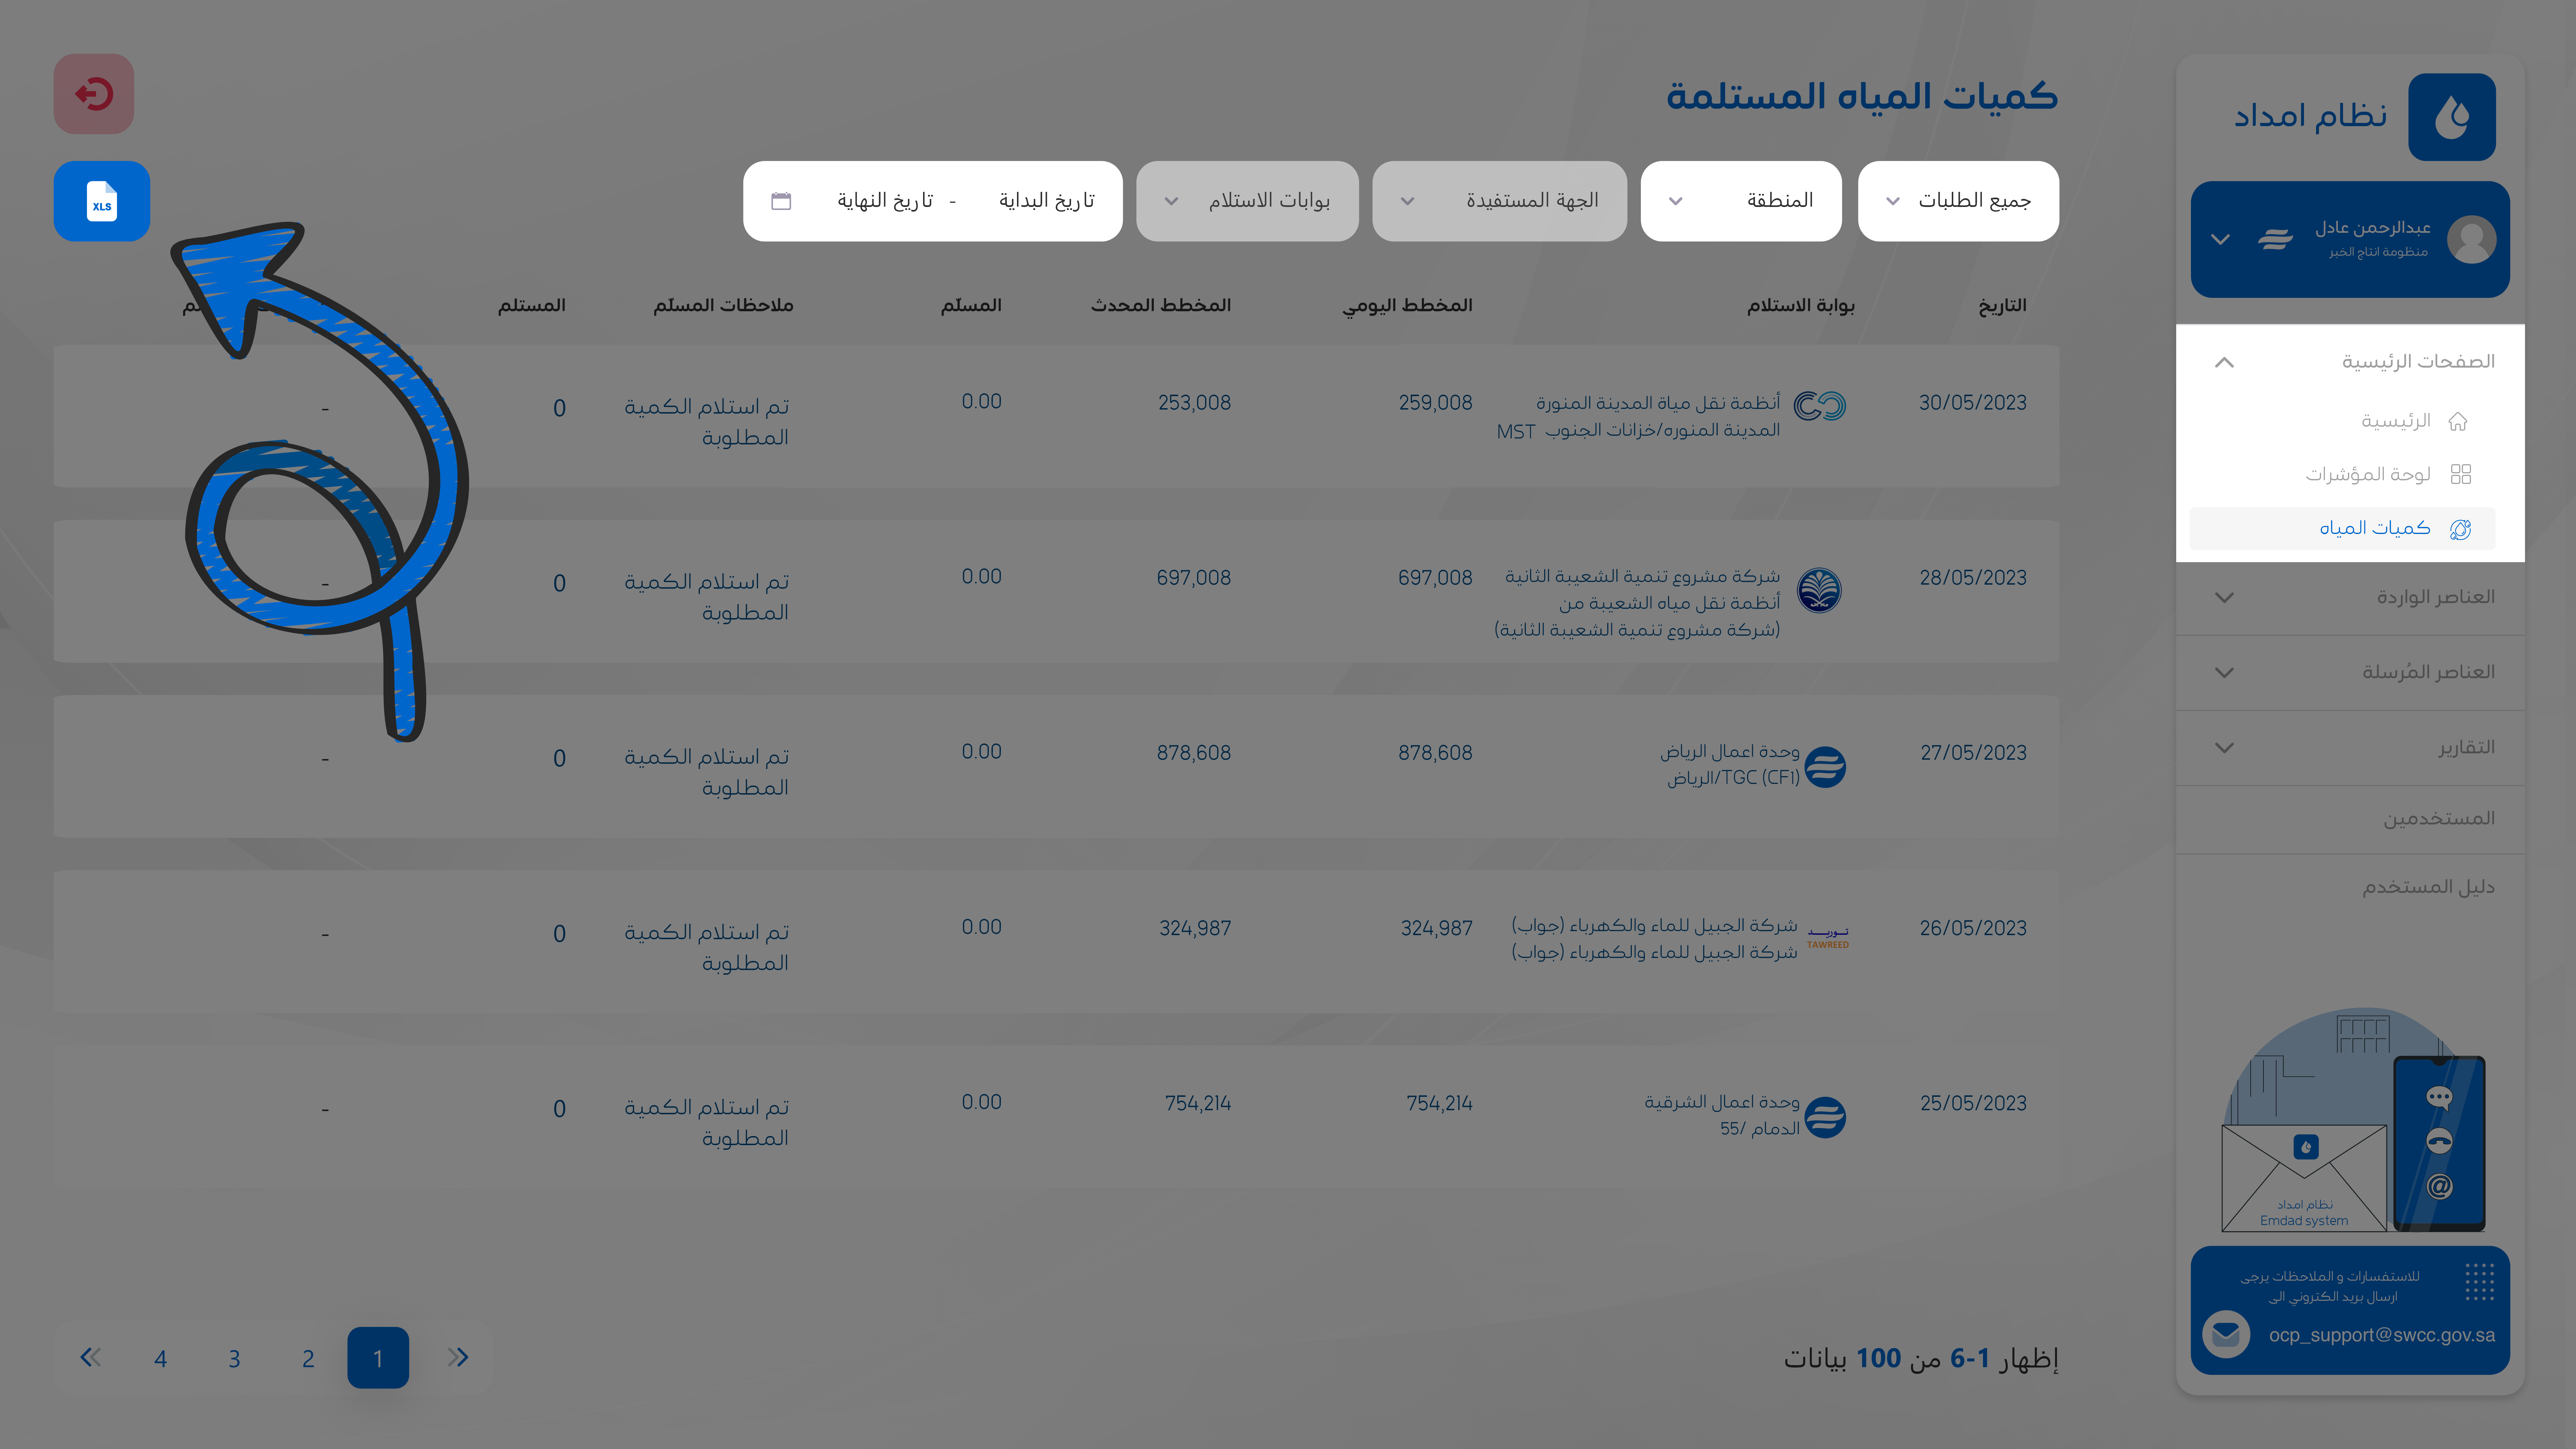 نظام امداد
عبدالرحمن عادل
منظومة انتاج الخبر
الصفحات الرئيسية
الرئيسية
لوحة المؤشرات
كميات المياه
العناصر الواردة
العناصر المُرسلة
التقارير
المستخدمين
دليل المستخدم
نظام امداد
Emdad system
للاستفسارات و الملاحظات يرجى
ارسال بريد الكتروني الى
ocp_support@swcc.gov.sa
كميات المياه المستلمة
جميع الطلبات المنطقة الجهة المستفيدة بوابات الاستلام تاريخ البداية - تاريخ النهاية XLS
التاريخ بوابة الاستلام المخطط اليومي المخطط المحدث المسلّم ملاحظات المسلّم المستلم
30/05/2023 أنظمة نقل مياة المدينة المنورة 259,008 253,008 0.00 تم استلام الكمية 0 -
المدينة المنوره/خزانات الجنوب MST المطلوبة
28/05/2023 شركة مشروع تنمية الشعيبة الثانية 697,008 697,008 0.00 تم استلام الكمية 0 -
أنظمة نقل مياه الشعيبة من المطلوبة
(شركة مشروع تنمية الشعيبة الثانية)
27/05/2023 وحدة اعمال الرياض 878,608 878,608 0.00 تم استلام الكمية 0 -
الرياض/TGC (CF1) المطلوبة
26/05/2023 توريد TAWREED شركة الجبيل للماء والكهرباء (جواب) 324,987 324,987 0.00 تم استلام الكمية 0 -
شركة الجبيل للماء والكهرباء (جواب) المطلوبة
25/05/2023 وحدة اعمال الشرقية 754,214 754,214 0.00 تم استلام الكمية 0 -
الدمام /55 المطلوبة
إظهار 1-6 من 100 بيانات
1 2 3 4